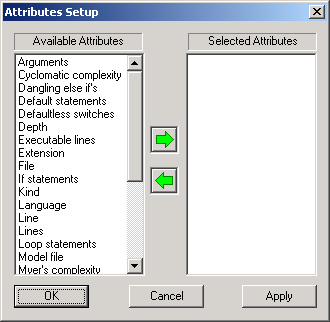 Attributes Setup
Available Attributes
Selected Attributes
Arguments
Cyclomatic complexity
Dangling else if's
Default statements
Defaultless switches
Depth
Executable lines
Extension
File
If statements
Kind
Language
Line
Lines
Loop statements
Model file
Myer's complexity
OK
Cancel
Apply